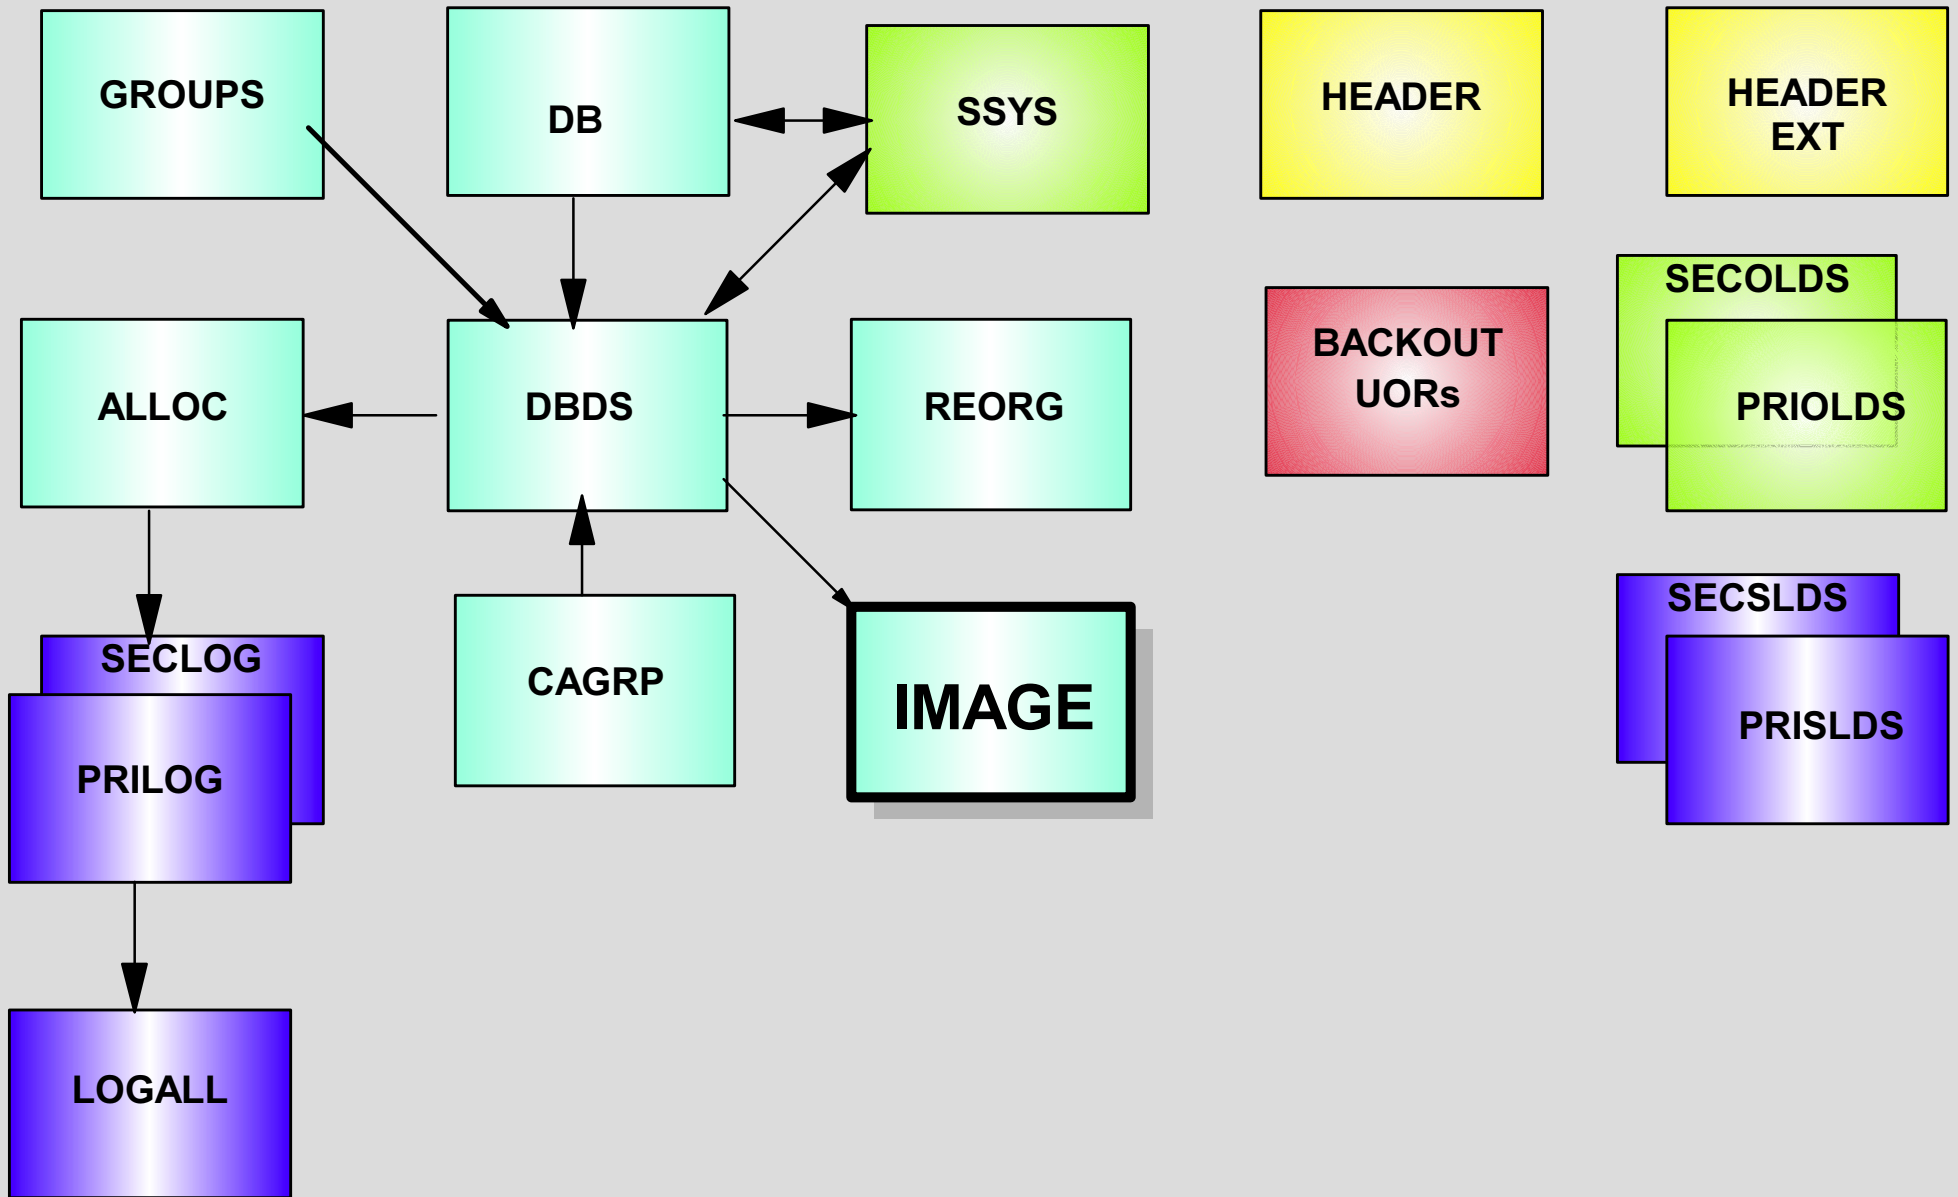 GROUPS
DB
SSYS
HEADER
HEADER
EXT
ALLOC
DBDS
REORG
BACKOUT
UORs
SECOLDS
PRIOLDS
SECLOG
PRILOG
CAGRP
IMAGE
SECSLDS
PRISLDS
LOGALL